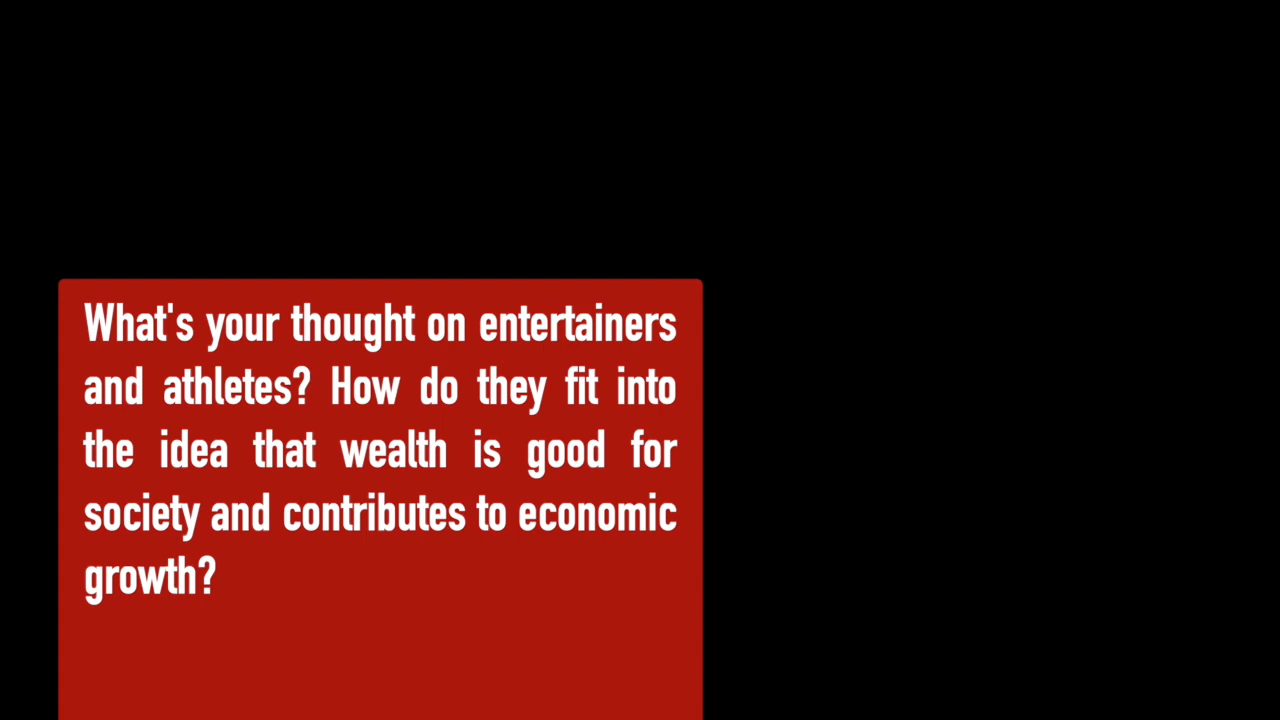 What's your thought on entertainers
and athletes? How do they fit into
the idea that wealth is good for
society and contributes to economic
growth?